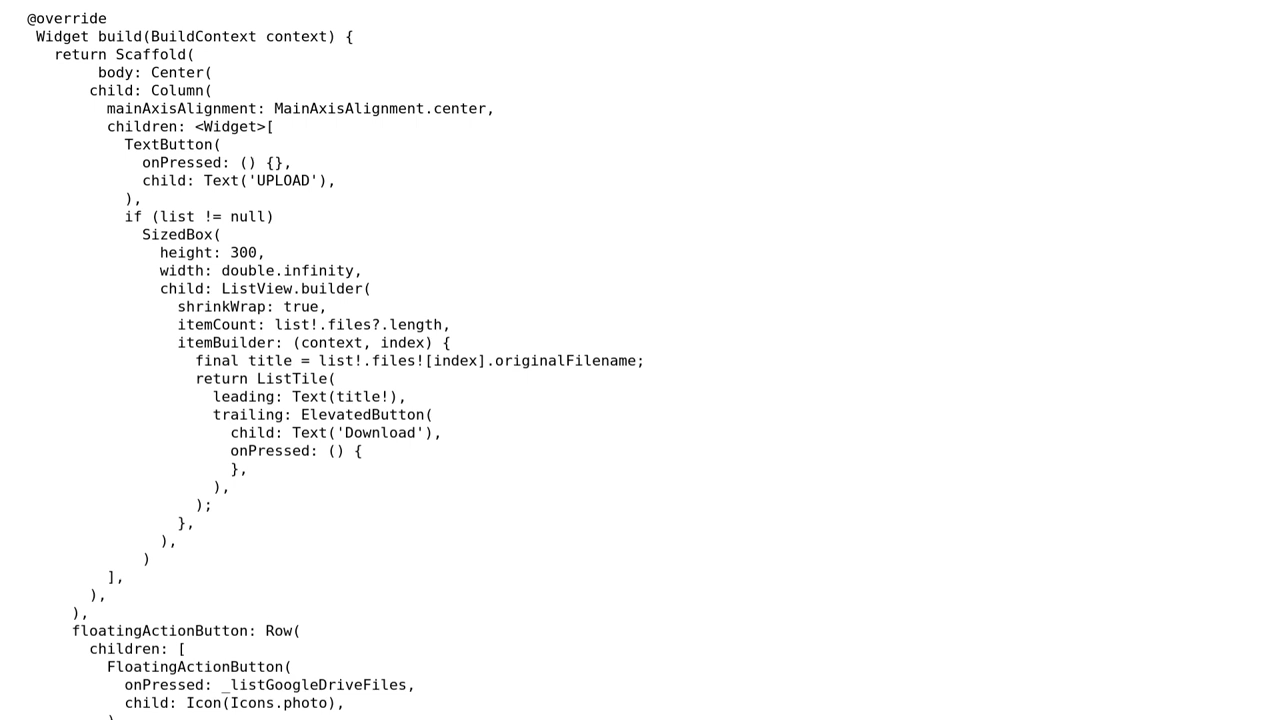 @override
 Widget build(BuildContext context) {
   return Scaffold(
        body: Center(
       child: Column(
         mainAxisAlignment: MainAxisAlignment.center,
         children: <Widget>[
           TextButton(
             onPressed: () {},
             child: Text('UPLOAD'),
           ),
           if (list != null)
             SizedBox(
               height: 300,
               width: double.infinity,
               child: ListView.builder(
                 shrinkWrap: true,
                 itemCount: list!.files?.length,
                 itemBuilder: (context, index) {
                   final title = list!.files![index].originalFilename;
                   return ListTile(
                     leading: Text(title!),
                     trailing: ElevatedButton(
                       child: Text('Download'),
                       onPressed: () {
                       },
                     ),
                   );
                 },
               ),
             )
         ],
       ),
     ),
     floatingActionButton: Row(
       children: [
         FloatingActionButton(
           onPressed: _listGoogleDriveFiles,
           child: Icon(Icons.photo),